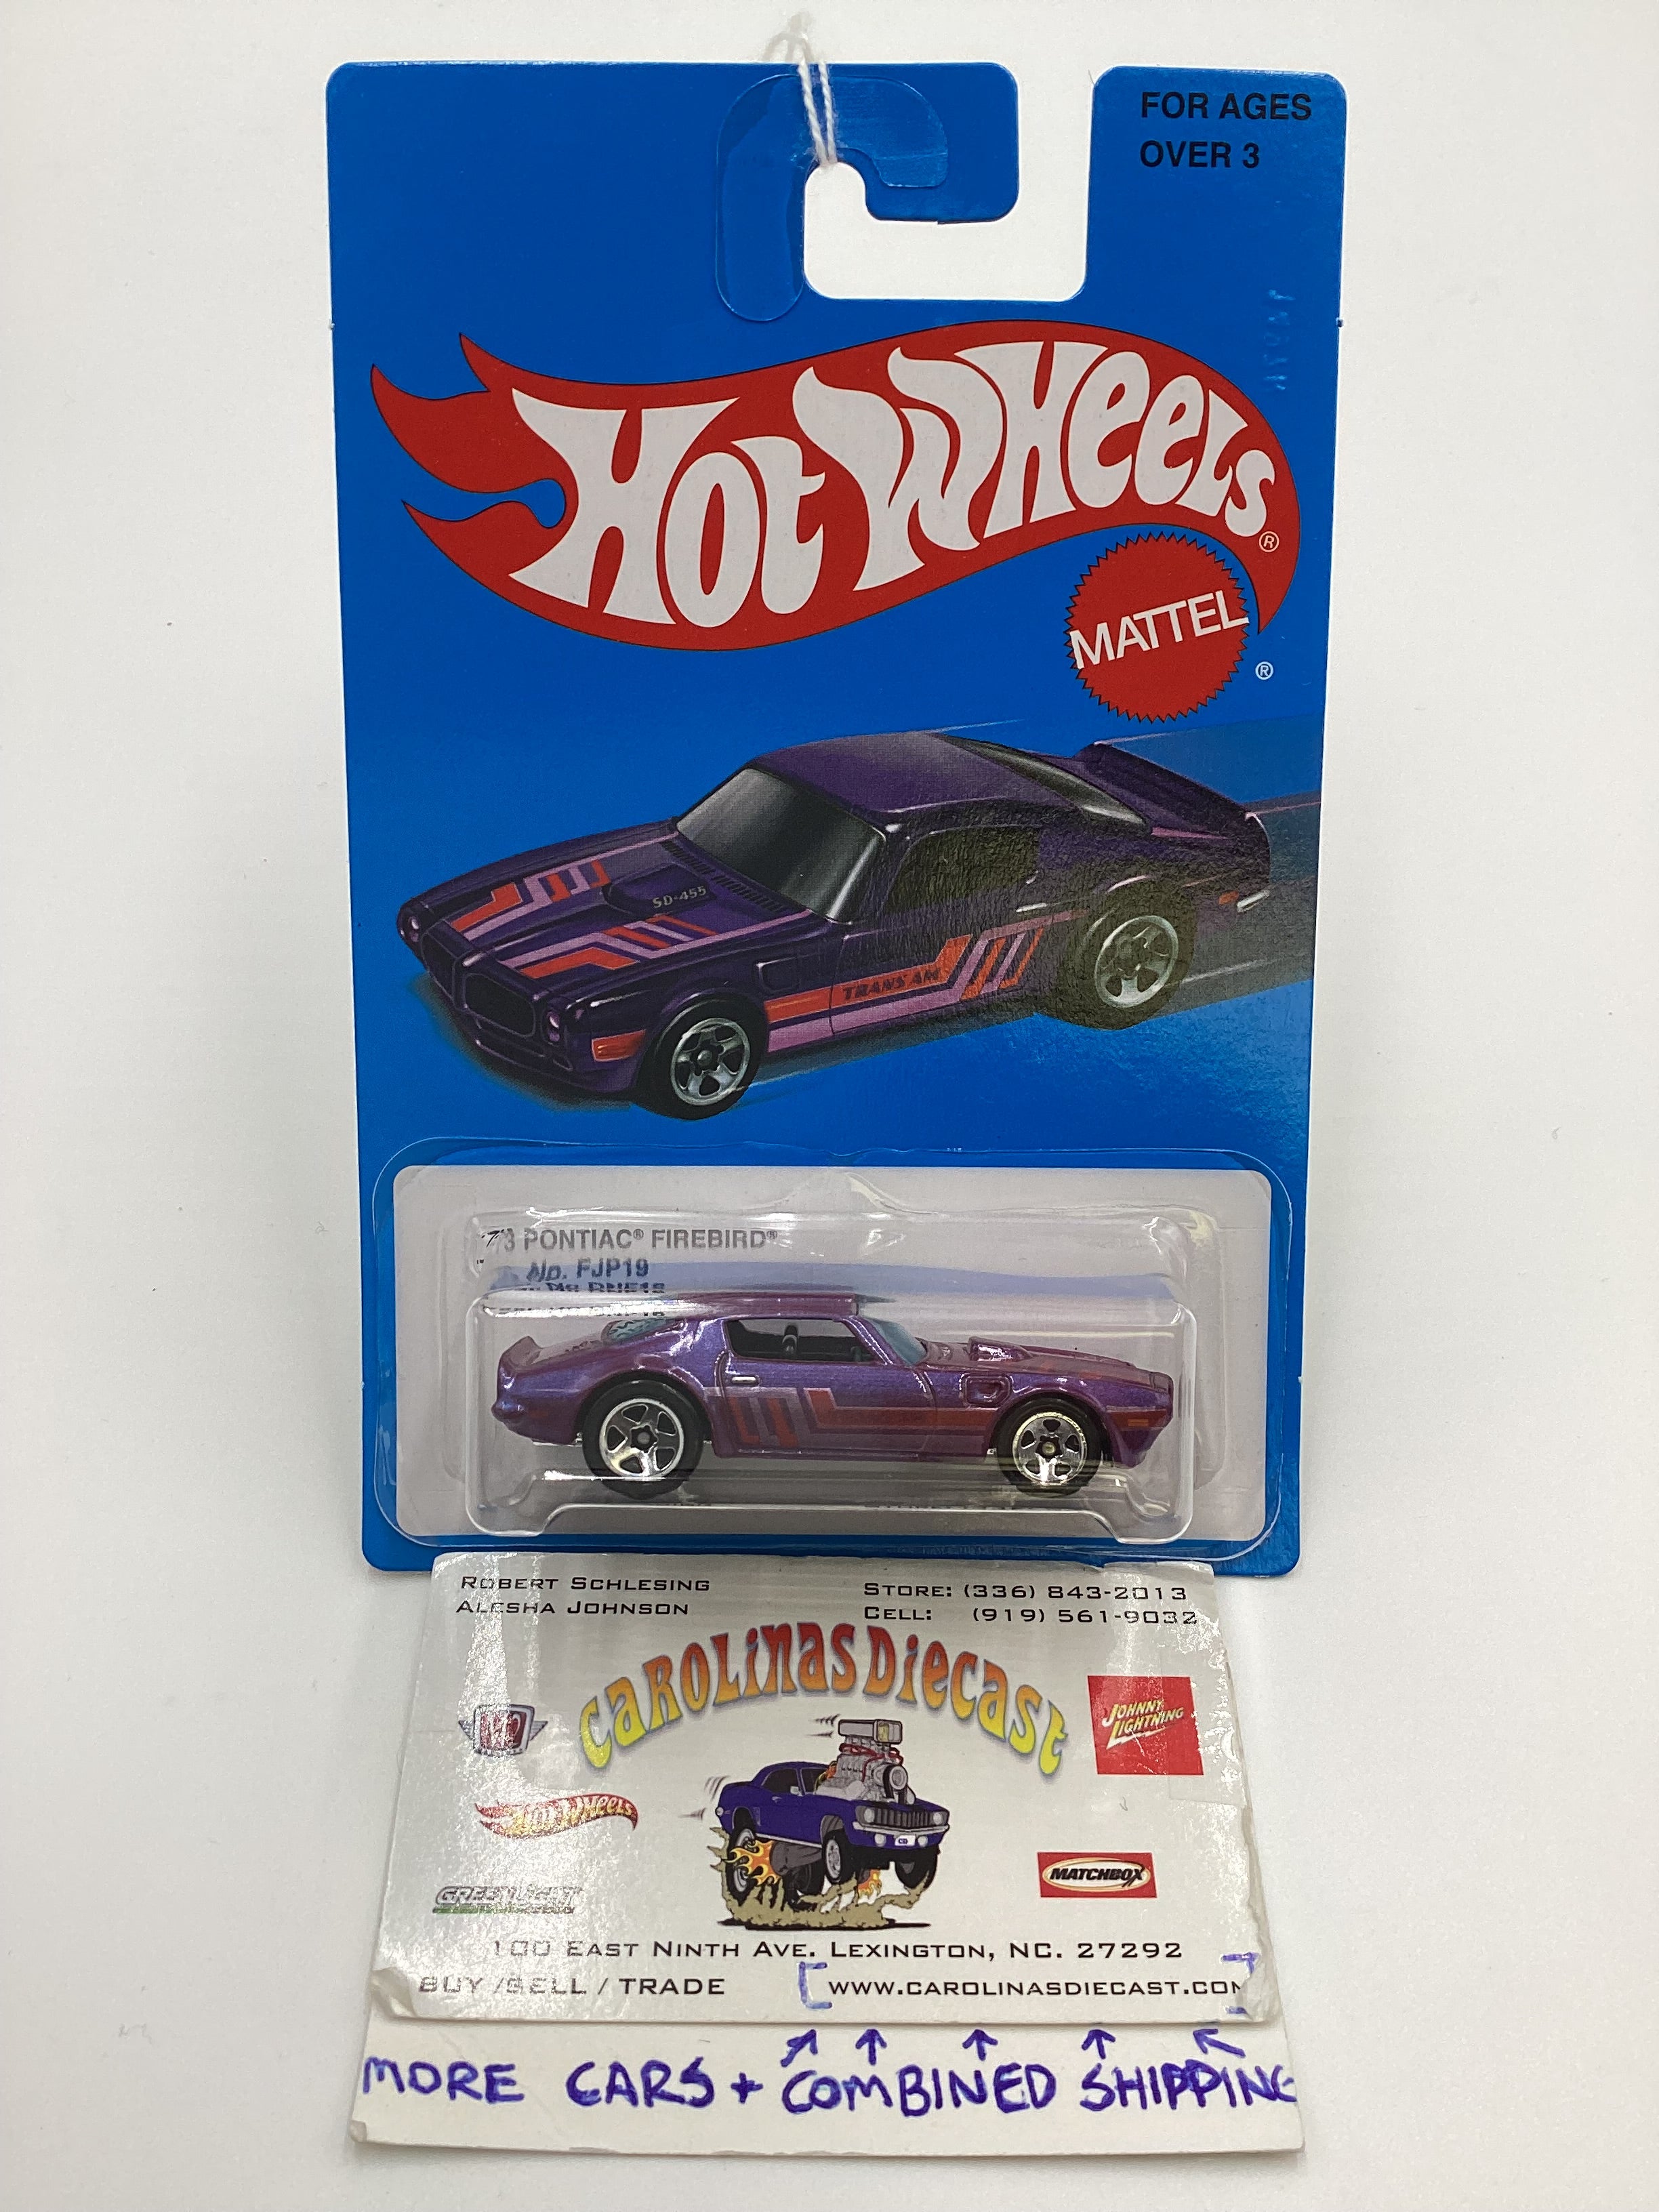 FOR AGES
OVER 3
HOT WHEELS®
MATTEL
®
SD-455
TRANS AM
'73 PONTIAC® FIREBIRD®
No. FJP19
ROBERT SCHLESING
ALESHA JOHNSON
STORE: (336) 843-2013
CELL: (919) 561-9032
CAROLINAS DIECAST
JOHNNY LIGHTNING
HOT WHEELS
MATCHBOX
GREENLIGHT
100 EAST NINTH AVE. LEXINGTON, NC. 27292
BUY / SELL / TRADE [WWW.CAROLINASDIECAST.COM]
MORE CARS + COMBINED SHIPPING